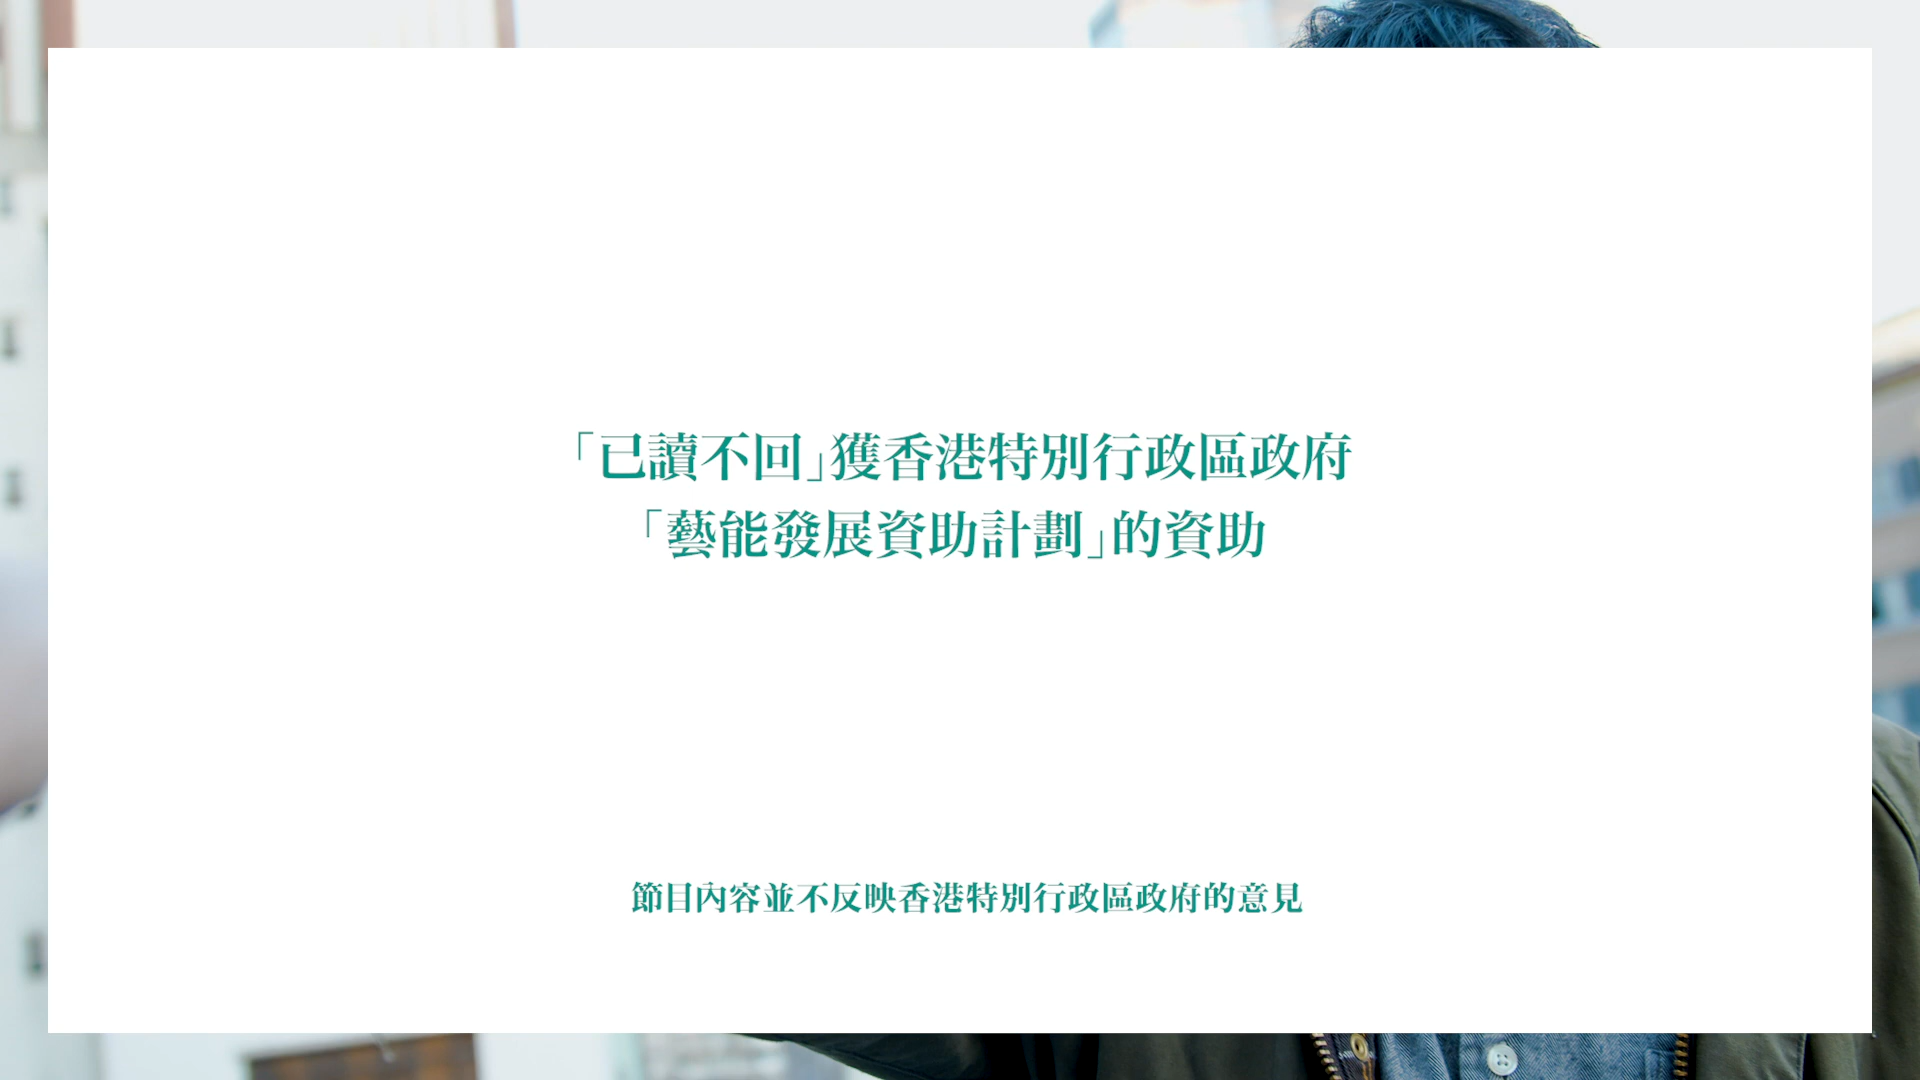 「已讀不回」獲香港特別行政區政府
「藝能發展資助計劃」的資助
節目內容並不反映香港特別行政區政府的意見